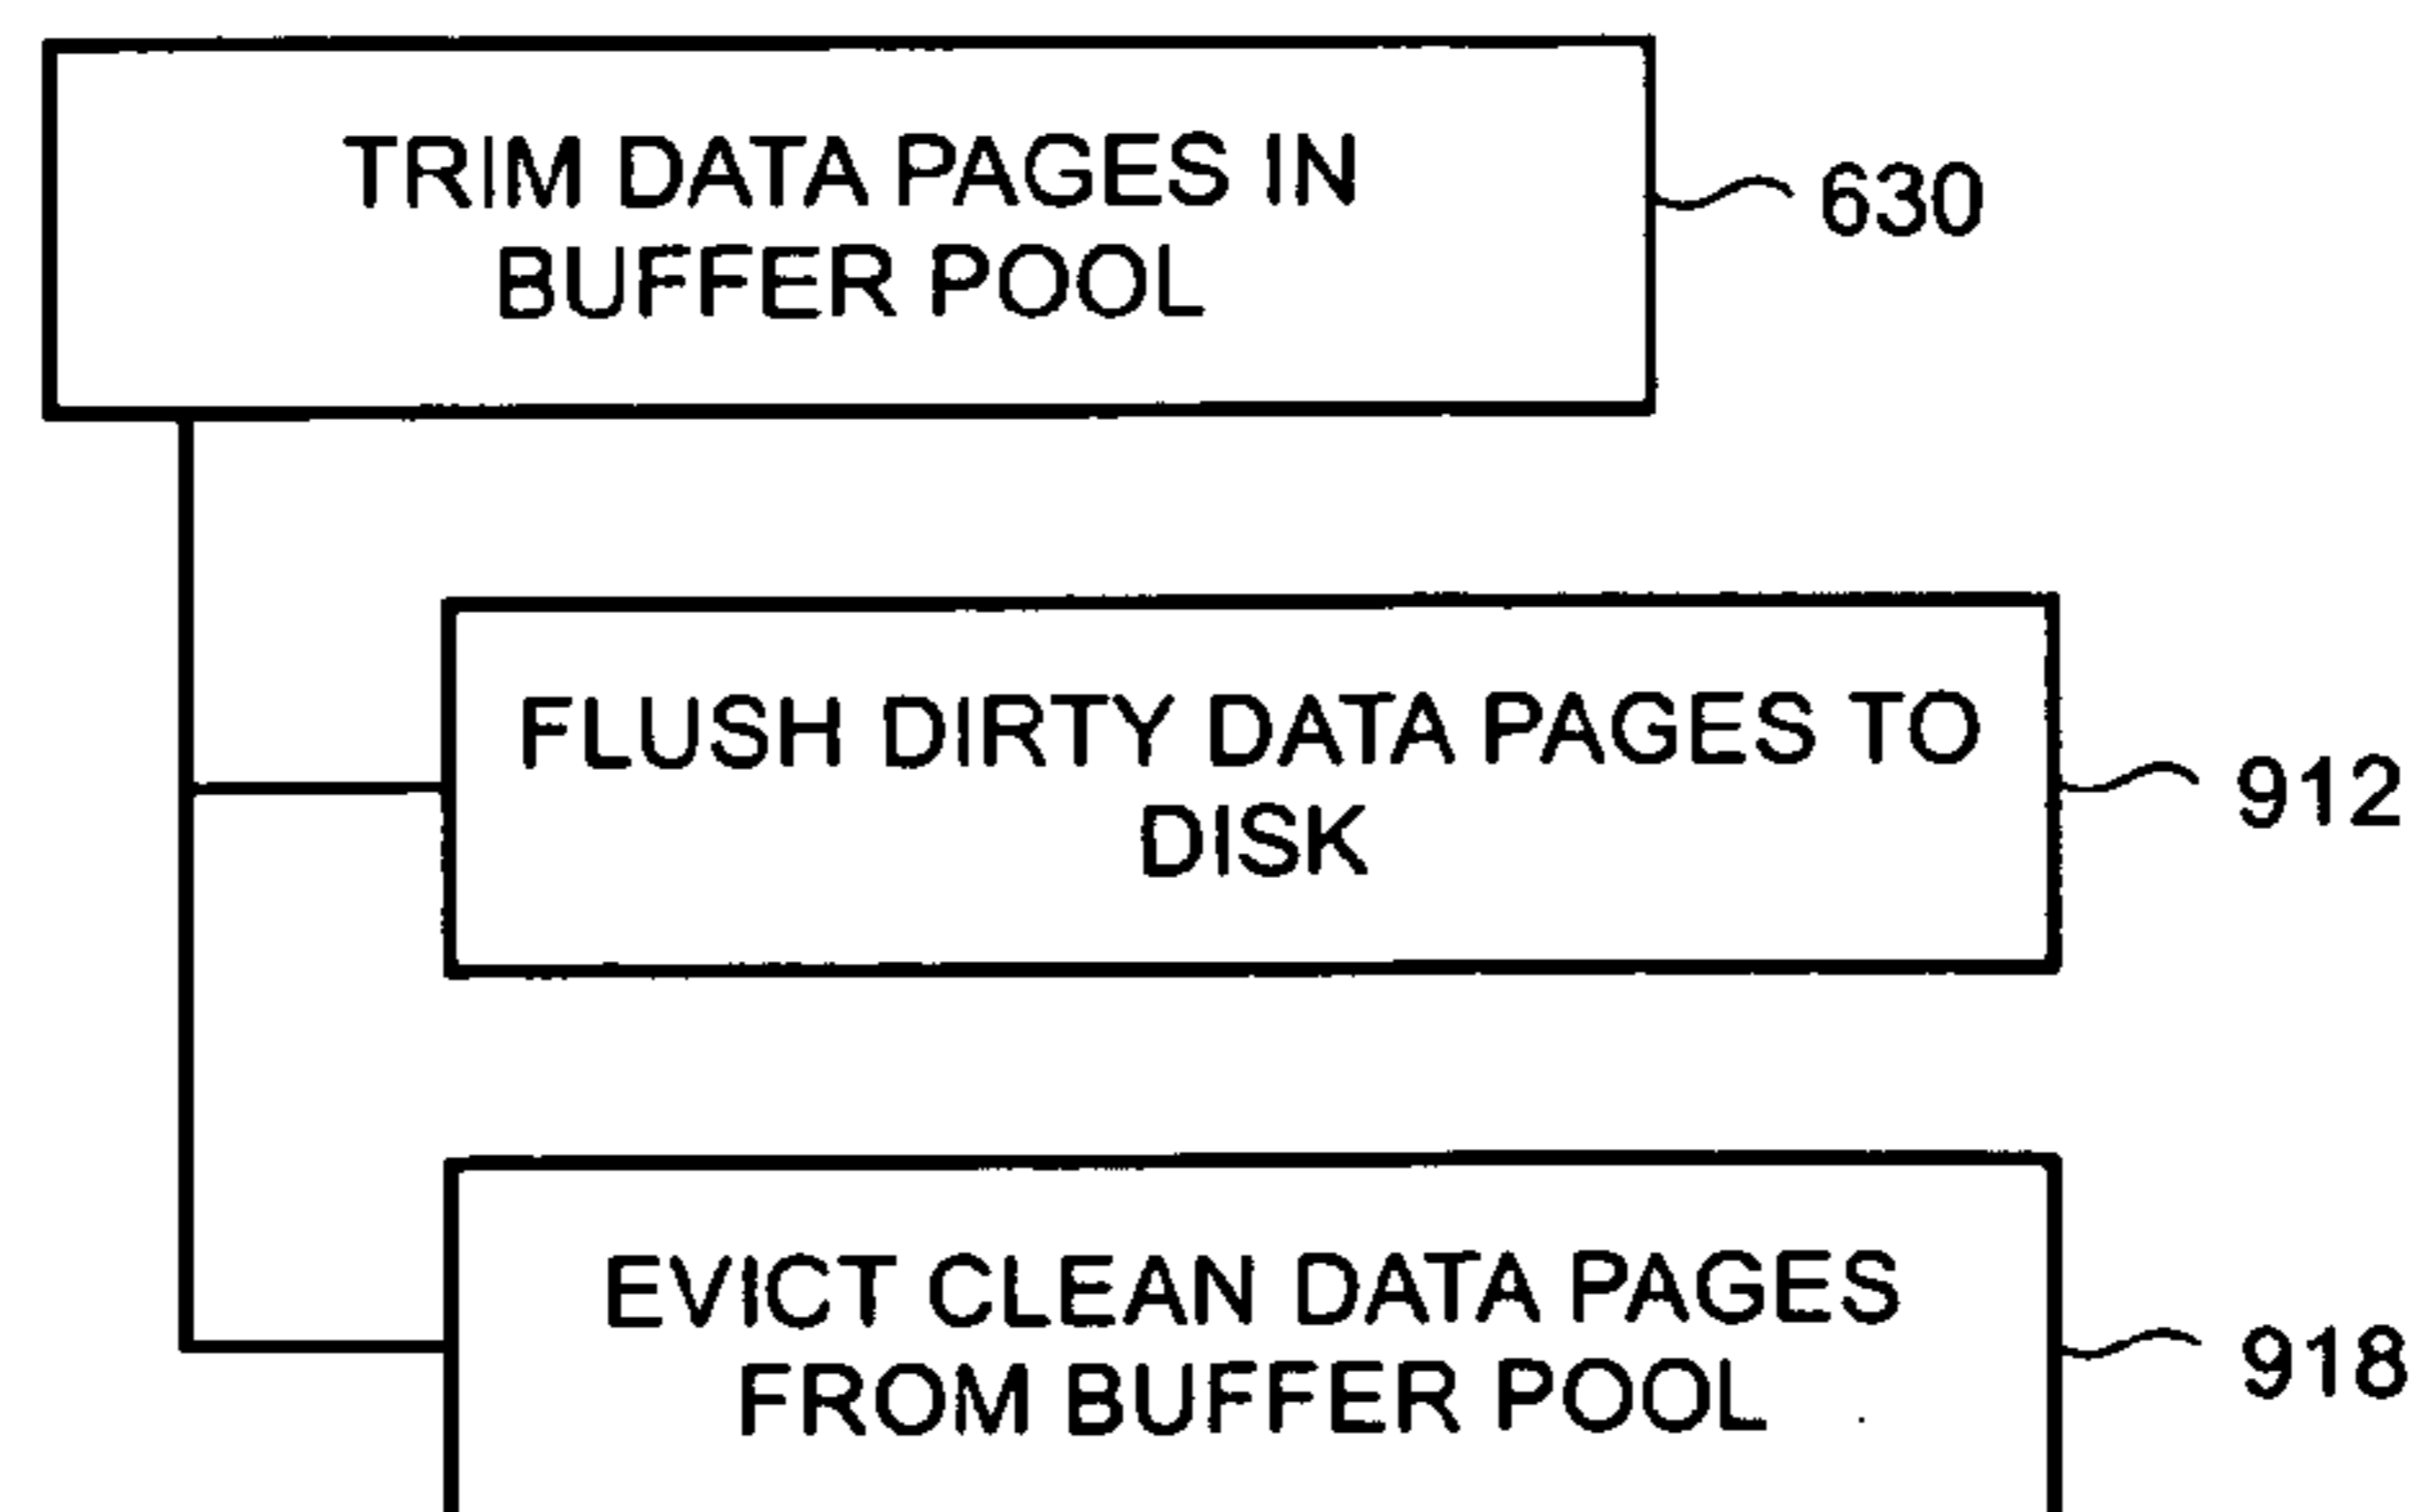 TRIM DATA PAGES IN
BUFFER POOL
630
FLUSH DIRTY DATA PAGES TO
DISK
912
EVICT CLEAN DATA PAGES
FROM BUFFER POOL
918